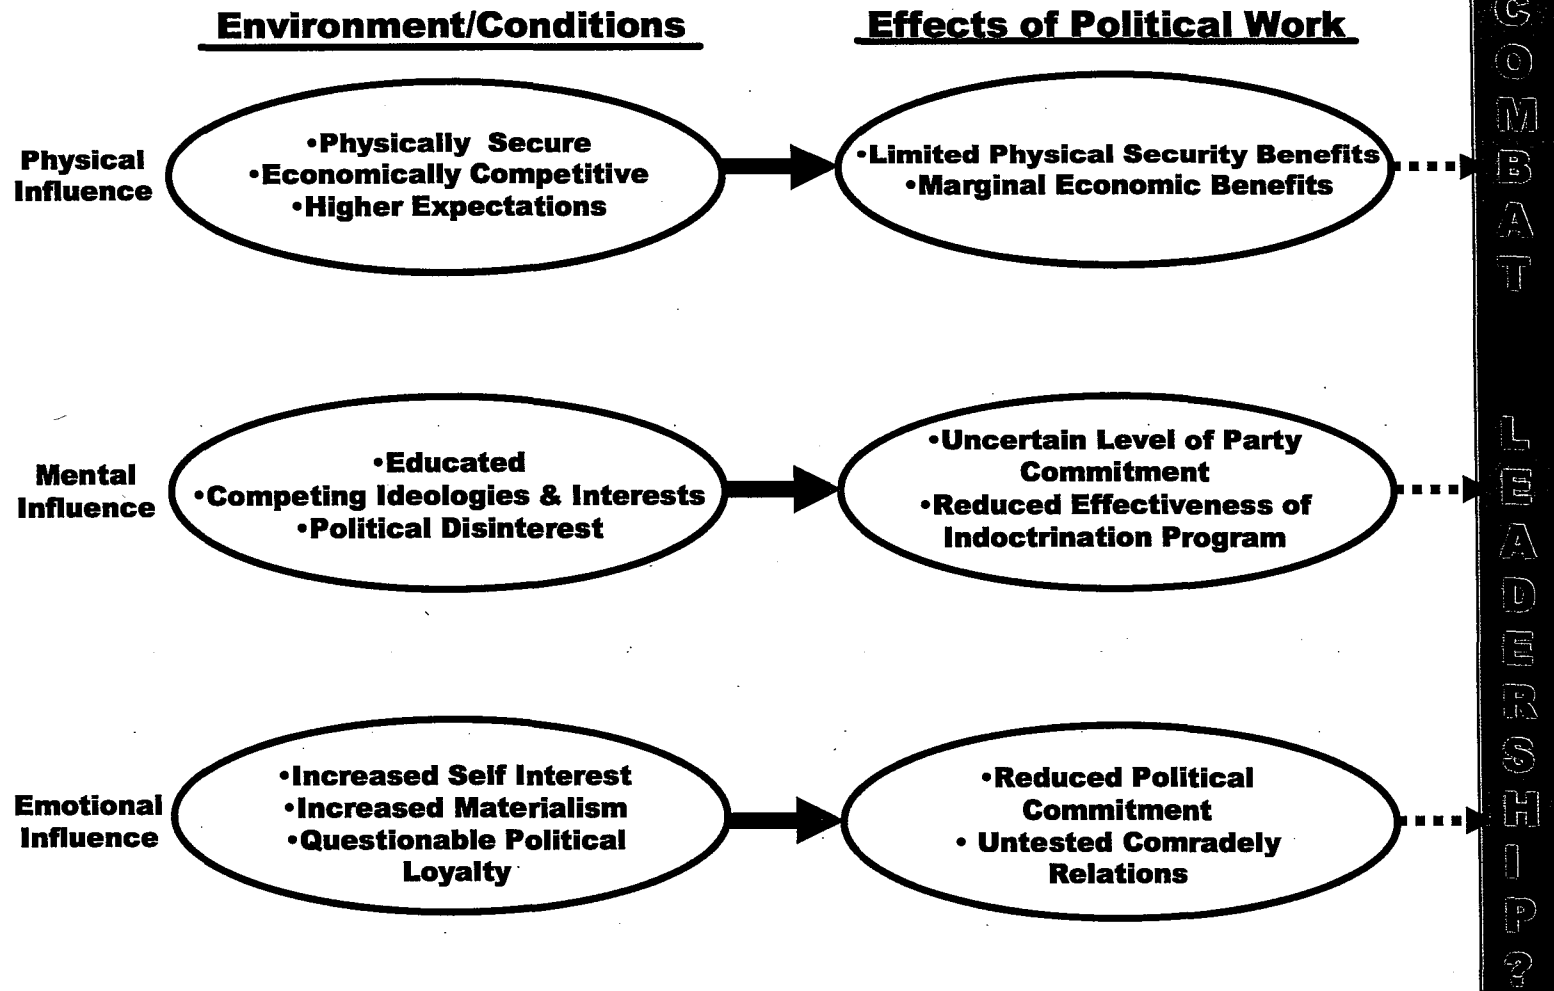 Environment/Conditions
Effects of Political Work
Physical
Influence
•Physically Secure
•Economically Competitive
•Higher Expectations
•Limited Physical Security Benefits
•Marginal Economic Benefits
Mental
Influence
•Educated
•Competing Ideologies & Interests
•Political Disinterest
•Uncertain Level of Party
Commitment
•Reduced Effectiveness of
Indoctrination Program
Emotional
Influence
•Increased Self Interest
•Increased Materialism
•Questionable Political
Loyalty
•Reduced Political
Commitment
• Untested Comradely
Relations
COMBAT LEADERSHIP?